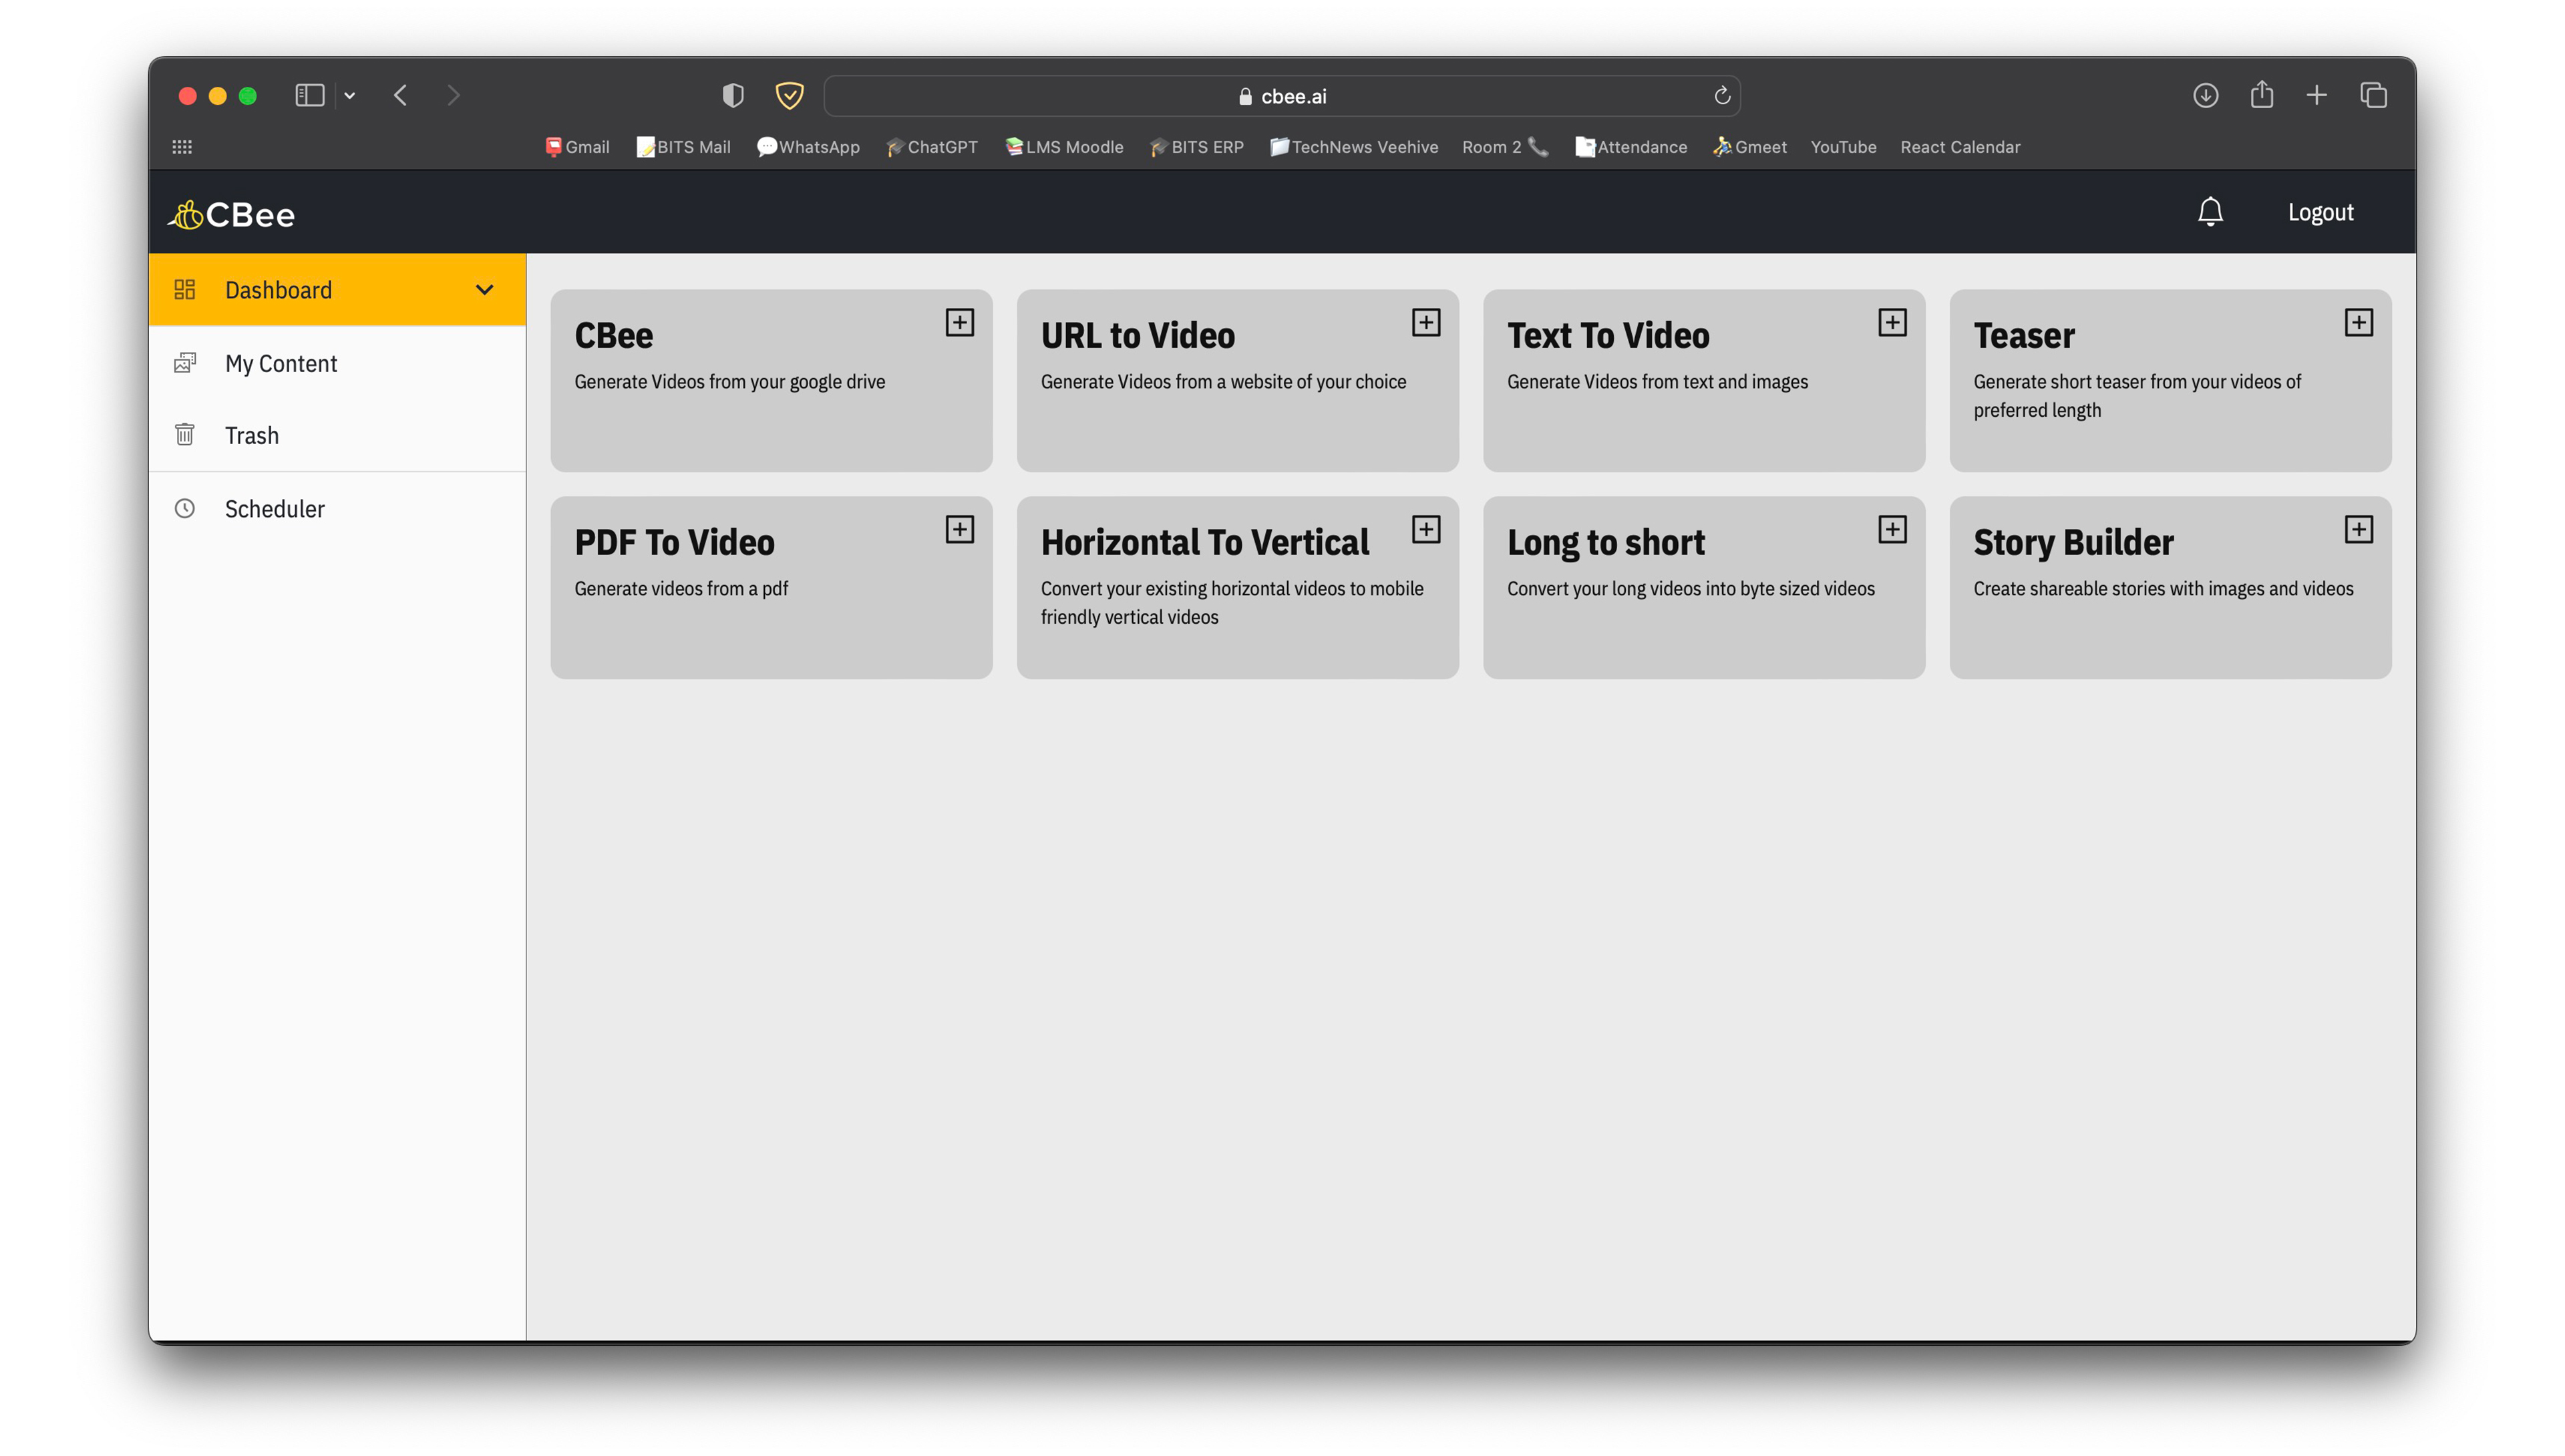 cbee.ai
Gmail BITS Mail WhatsApp ChatGPT LMS Moodle BITS ERP TechNews Veehive Room 2 Attendance Gmeet YouTube React Calendar
CBee
Logout
Dashboard
My Content
Trash
Scheduler
CBee
Generate Videos from your google drive
URL to Video
Generate Videos from a website of your choice
Text To Video
Generate Videos from text and images
Teaser
Generate short teaser from your videos of
preferred length
PDF To Video
Generate videos from a pdf
Horizontal To Vertical
Convert your existing horizontal videos to mobile
friendly vertical videos
Long to short
Convert your long videos into byte sized videos
Story Builder
Create shareable stories with images and videos